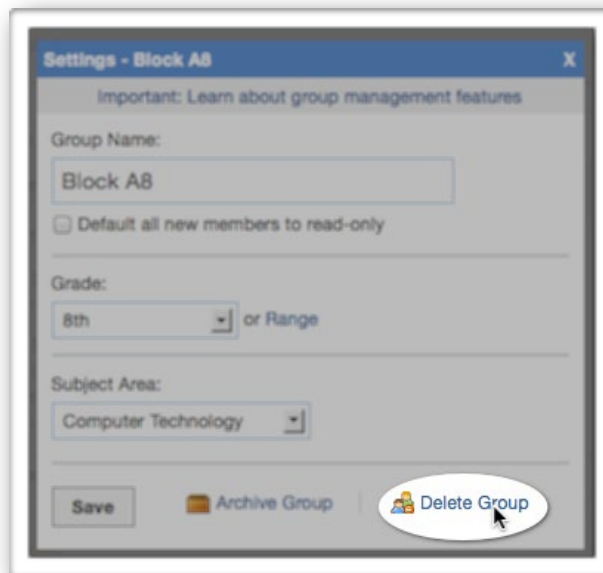 Settings - Block A8 X
Important: Learn about group management features
Group Name:
Block A8
Default all new members to read-only
Grade:
8th or Range
Subject Area:
Computer Technology
Save Archive Group Delete Group